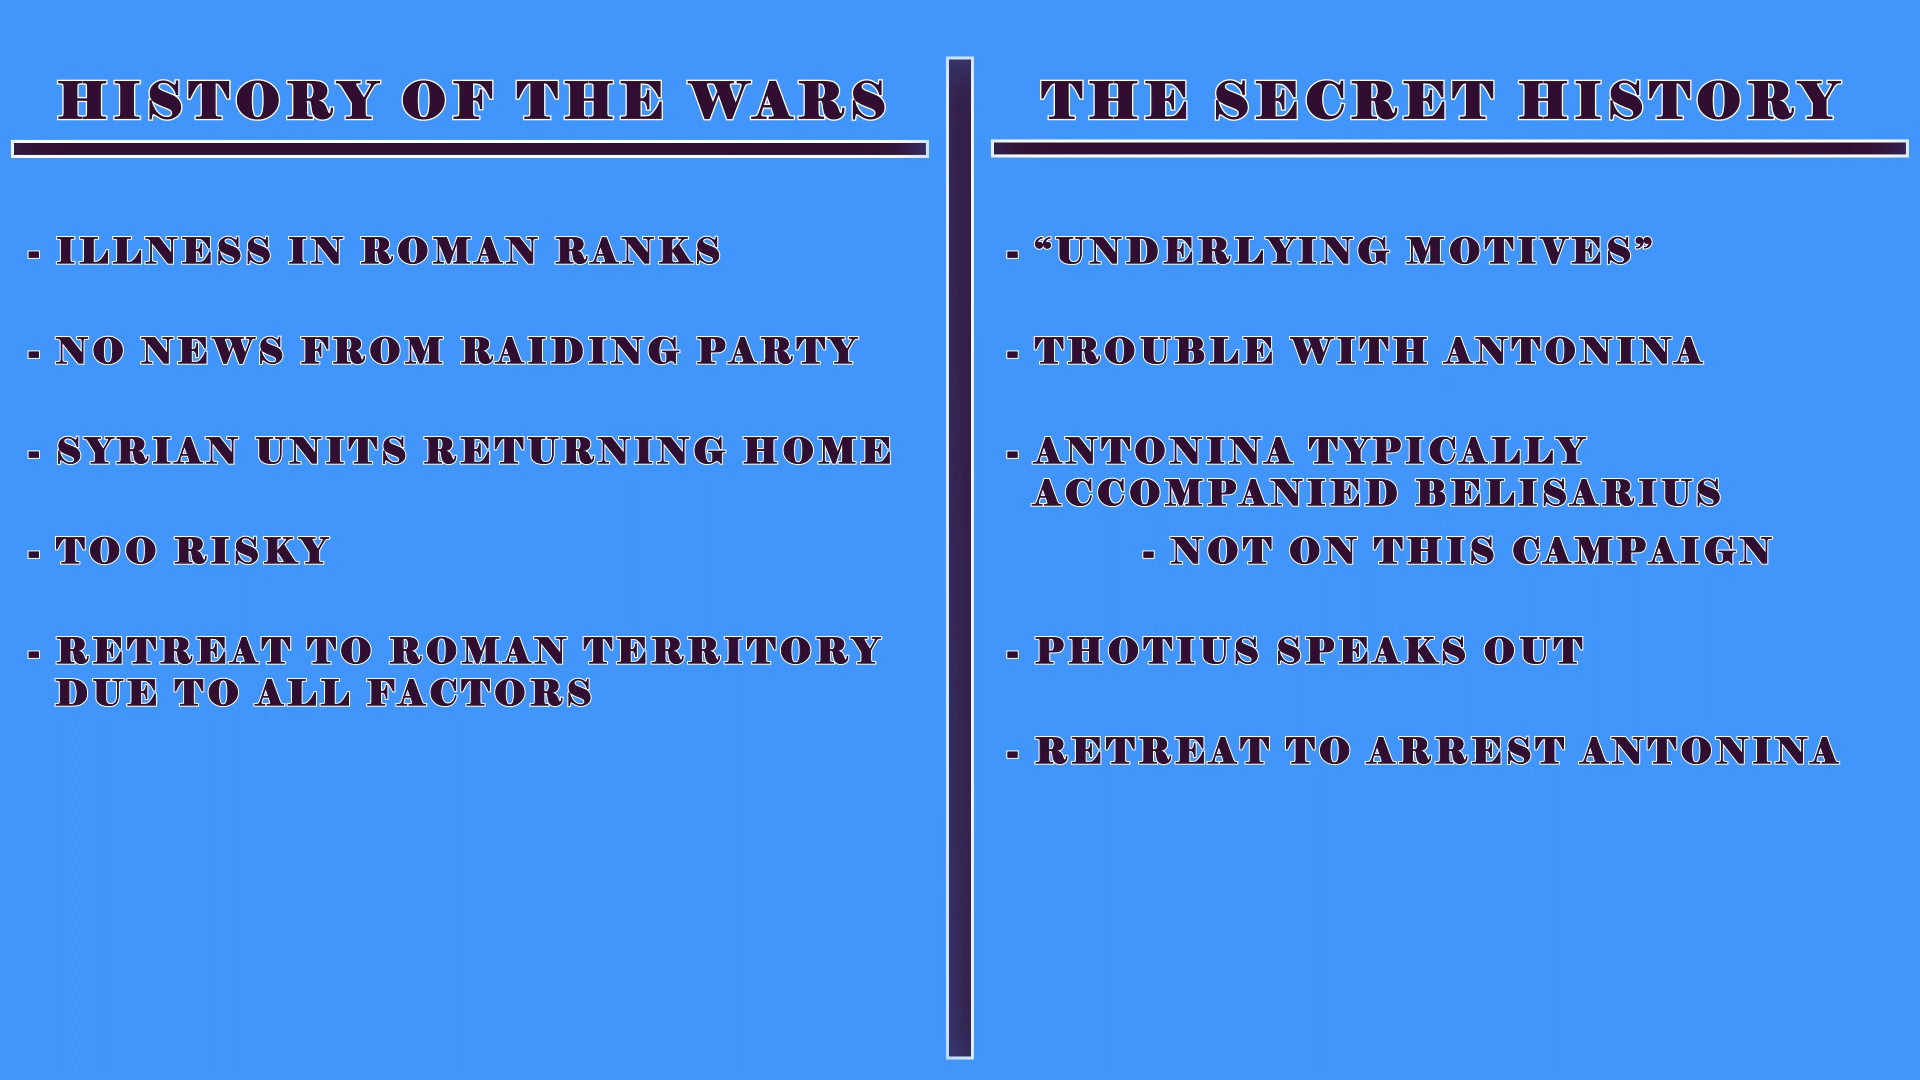 HISTORY OF THE WARS
- ILLNESS IN ROMAN RANKS
- NO NEWS FROM RAIDING PARTY
- SYRIAN UNITS RETURNING HOME
- TOO RISKY
- RETREAT TO ROMAN TERRITORY
DUE TO ALL FACTORS
THE SECRET HISTORY
- “UNDERLYING MOTIVES”
- TROUBLE WITH ANTONINA
- ANTONINA TYPICALLY
ACCOMPANIED BELISARIUS
- NOT ON THIS CAMPAIGN
- PHOTIUS SPEAKS OUT
- RETREAT TO ARREST ANTONINA